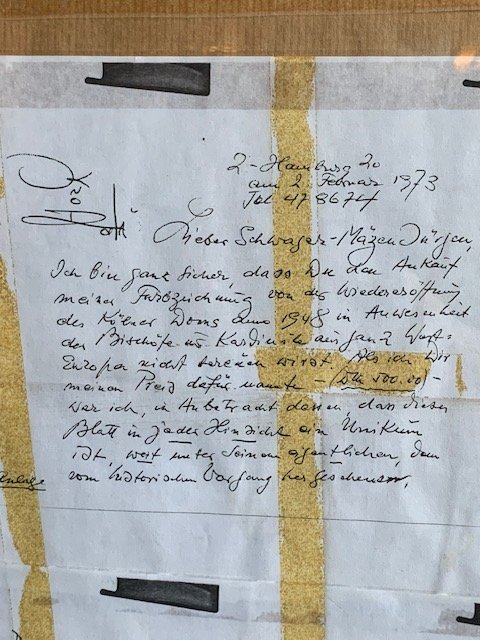 2-Hamburg 20
am 2. Februar 1973
Tel 478674
Lieber Schwager-Mäzen Jürgen,
Ich bin ganz sicher, dass Du den Ankauf
meiner Farbzeichnung von der Wiedereröffnung
des Kölner Doms anno 1948 in Anwesenheit
der Bischöfe u. Kardinäle aus ganz West-
Europa nicht bereuen wirst. Als ich Dir
meinen Preis dafür nannte - (DM 500.00) -
war ich, in Anbetracht dessen, dass dieses
Blatt in jeder Hinsicht ein Unikum
ist, weit unter seinem eigentlichen, dem
vom historischen Vorgang her gesehenen,
Anlage